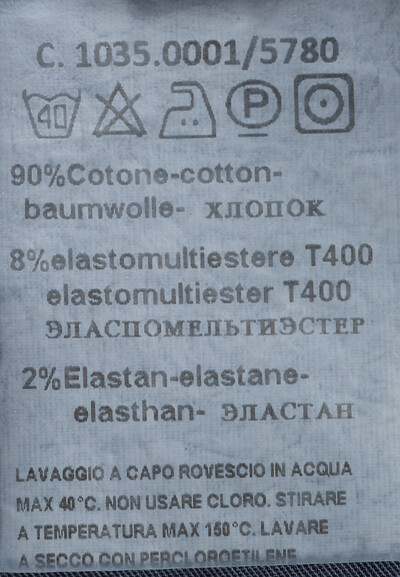 C. 1035.0001/5780
40 P
90%Cotone-cotton-
baumwolle- хлопок
8%elastomultiestere T400
elastomultiester T400
ЭЛАСПОМЕЛЬТИЭСТЕР
2%Elastan-elastane-
elasthan- ЭЛАСТАН
LAVAGGIO A CAPO ROVESCIO IN ACQUA
MAX 40°C. NON USARE CLORO. STIRARE
A TEMPERATURA MAX 150°C. LAVARE
A SECCO CON PERCLOROETILENE